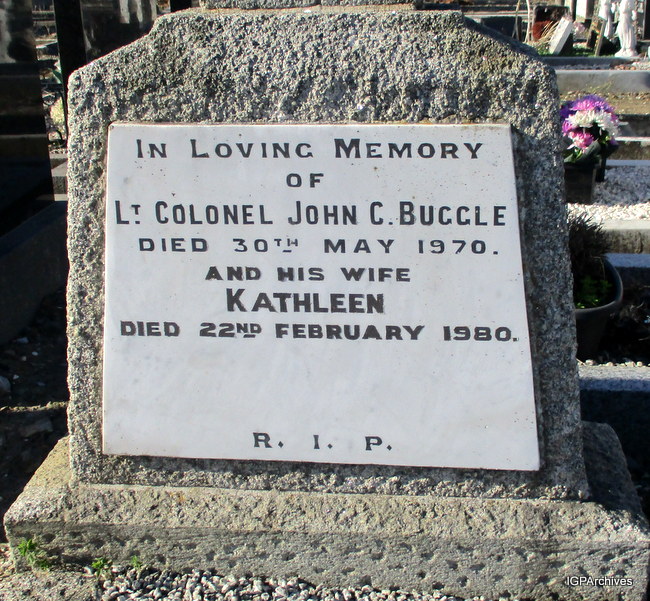 In Loving Memory
OF
Lt. Colonel John C. Buggle
DIED 30TH MAY 1970.
AND HIS WIFE
KATHLEEN
DIED 22ND FEBRUARY 1980.
R. I. P.
IGPArchives